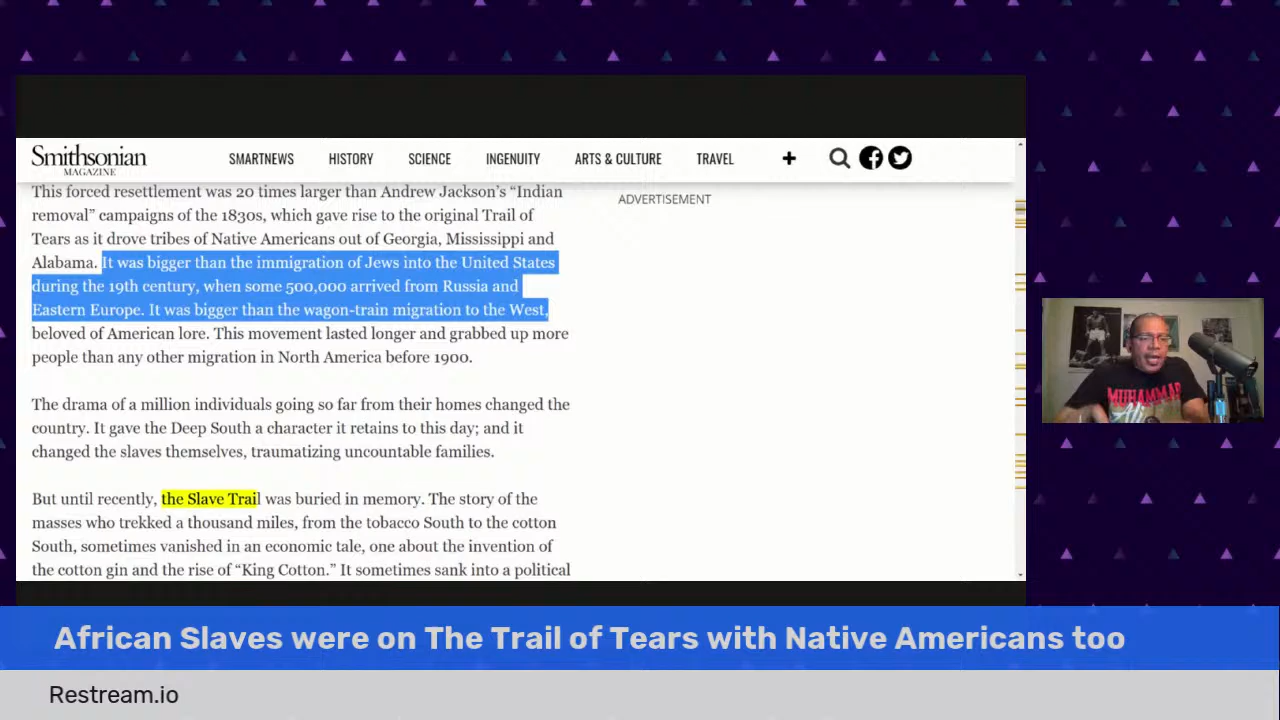 Smithsonian
MAGAZINE
SMARTNEWS HISTORY SCIENCE INGENUITY ARTS & CULTURE TRAVEL +
This forced resettlement was 20 times larger than Andrew Jackson's “Indian
removal” campaigns of the 1830s, which gave rise to the original Trail of
Tears as it drove tribes of Native Americans out of Georgia, Mississippi and
Alabama. It was bigger than the immigration of Jews into the United States
during the 19th century, when some 500,000 arrived from Russia and
Eastern Europe. It was bigger than the wagon-train migration to the West,
beloved of American lore. This movement lasted longer and grabbed up more
people than any other migration in North America before 1900.
The drama of a million individuals going so far from their homes changed the
country. It gave the Deep South a character it retains to this day; and it
changed the slaves themselves, traumatizing uncountable families.
But until recently, the Slave Trail was buried in memory. The story of the
masses who trekked a thousand miles, from the tobacco South to the cotton
South, sometimes vanished in an economic tale, one about the invention of
the cotton gin and the rise of “King Cotton.” It sometimes sank into a political
ADVERTISEMENT
MUHAMMAD
Ali
African Slaves were on The Trail of Tears with Native Americans too
Restream.io